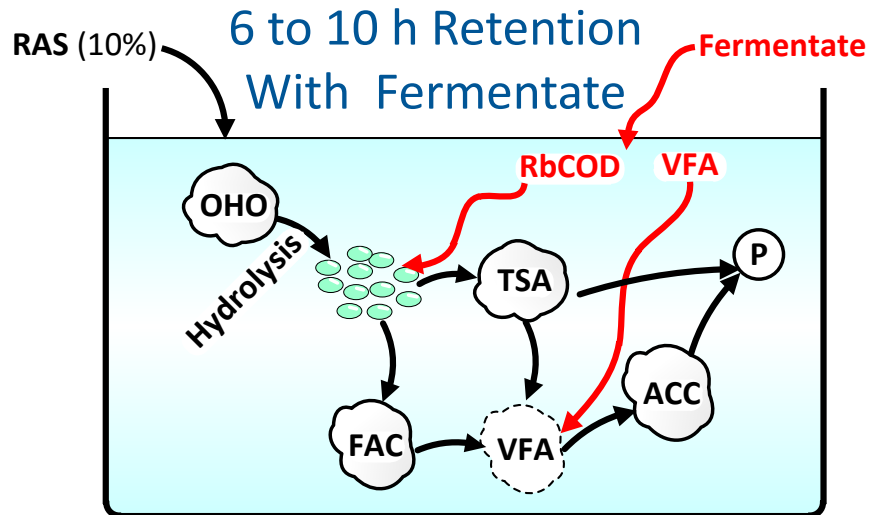 6 to 10 h Retention
With Fermentate
RAS (10%)
Fermentate
RbCOD
VFA
OHO
Hydrolysis
TSA
P
FAC
VFA
ACC